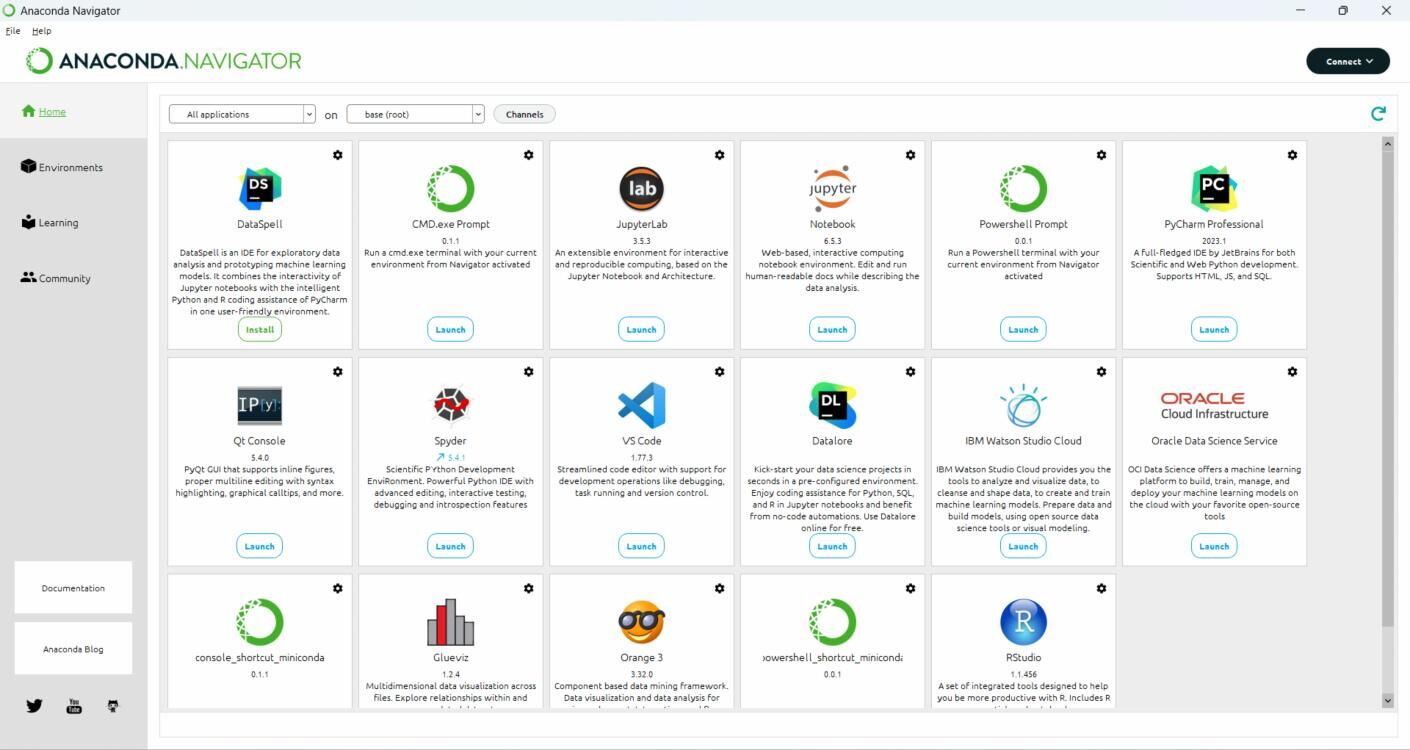 Anaconda Navigator
File Help
ANACONDA.NAVIGATOR
Connect
Home
Environments
Learning
Community
Documentation
Anaconda Blog
You
Tube
All applications
on
base (root)
Channels
DS
DataSpell
DataSpell is an IDE for exploratory data
analysis and prototyping machine learning
models. It combines the interactivity of
Jupyter notebooks with the intelligent
Python and R coding assistance of PyCharm
in one user-friendly environment.
Install
CMD.exe Prompt
0.1.1
Run a cmd.exe terminal with your current
environment from Navigator activated
Launch
lab
JupyterLab
3.5.3
An extensible environment for interactive
and reproducible computing, based on the
Jupyter Notebook and Architecture.
Launch
jupyter
Notebook
6.5.3
Web-based, interactive computing
notebook environment. Edit and run
human-readable docs while describing the
data analysis.
Launch
Powershell Prompt
0.0.1
Run a Powershell terminal with your
current environment from Navigator
activated
Launch
PC
PyCharm Professional
2023.1
A full-fledged IDE by JetBrains for both
Scientific and Web Python development.
Supports HTML, JS, and SQL.
Launch
IP[y]:
Qt Console
5.4.0
PyQt GUI that supports inline figures,
proper multiline editing with syntax
highlighting, graphical calltips, and more.
Launch
Spyder
5.4.1
Scientific PYthon Development
EnviRonment. Powerful Python IDE with
advanced editing, interactive testing,
debugging and introspection features
Launch
VS Code
1.77.3
Streamlined code editor with support for
development operations like debugging,
task running and version control.
Launch
DL
Datalore
Kick-start your data science projects in
seconds in a pre-configured environment.
Enjoy coding assistance for Python, SQL,
and R in Jupyter notebooks and benefit
from no-code automations. Use Datalore
online for free.
Launch
IBM Watson Studio Cloud
IBM Watson Studio Cloud provides you the
tools to analyze and visualize data, to
cleanse and shape data, to create and train
machine learning models. Prepare data and
build models, using open source data
science tools or visual modeling.
Launch
ORACLE
Cloud Infrastructure
Oracle Data Science Service
OCI Data Science offers a machine learning
platform to build, train, manage, and
deploy your machine learning models on
the cloud with your favorite open-source
tools
Launch
console_shortcut_miniconda
0.1.1
Glueviz
1.2.4
Multidimensional data visualization across
files. Explore relationships within and
Orange 3
3.32.0
Component based data mining framework.
Data visualization and data analysis for
powershell_shortcut_miniconda
0.0.1
R
RStudio
1.1.456
A set of integrated tools designed to help
you be more productive with R. Includes R